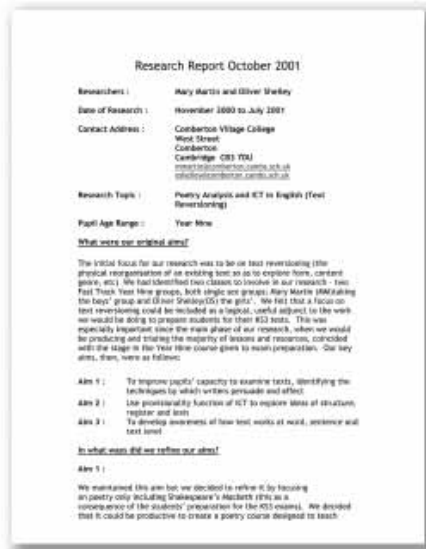 Research Report October 2001
Researchers : Mary Martin and Oliver Shelley
Date of Research : November 2000 to July 2001
Contact Address : Comberton Village College
West Street
Comberton
Cambridge CB3 7DU
Research Topic : Poetry Analysis and ICT in English (Text
Reversioning)
Pupil Age Range : Year Nine
What were our original aims?
The initial focus for our research was to be on text reversioning (the
physical reorganisation of an existing text so as to explore form, content
genre, etc) We had identified two classes to involve in our research - two
Fast Track Year Nine groups, both single sex groups; Mary Martin taking
the boys' group and Oliver Shelley(OS) the girls'. We felt that a focus on
text reversioning could be included as a logical, useful adjunct to the work
we would be doing to prepare students for their KS3 tests. This was
especially important since the main phase of our research, when we would
be producing and trialing the majority of lessons and resources, coincided
with the stage in the Year Nine course given to exam preparation. Our key
aims, then, were as follows:
Aim 1 : To improve pupils' capacity to examine texts, identifying the
techniques by which writers persuade and affect
Aim 2 : Use provisionality function of ICT to explore ideas of structure,
register and lexis
Aim 3 : To develop awareness of how text works at word, sentence and
text level
In what ways did we refine our aims?
Aim 1 :
We maintained this aim but we decided to refine it by focusing
on poetry only including Shakespeare's Macbeth (this as a
consequence of the students' preparation for the KS3 exams). We decided
that it could be productive to create a poetry course designed to teach